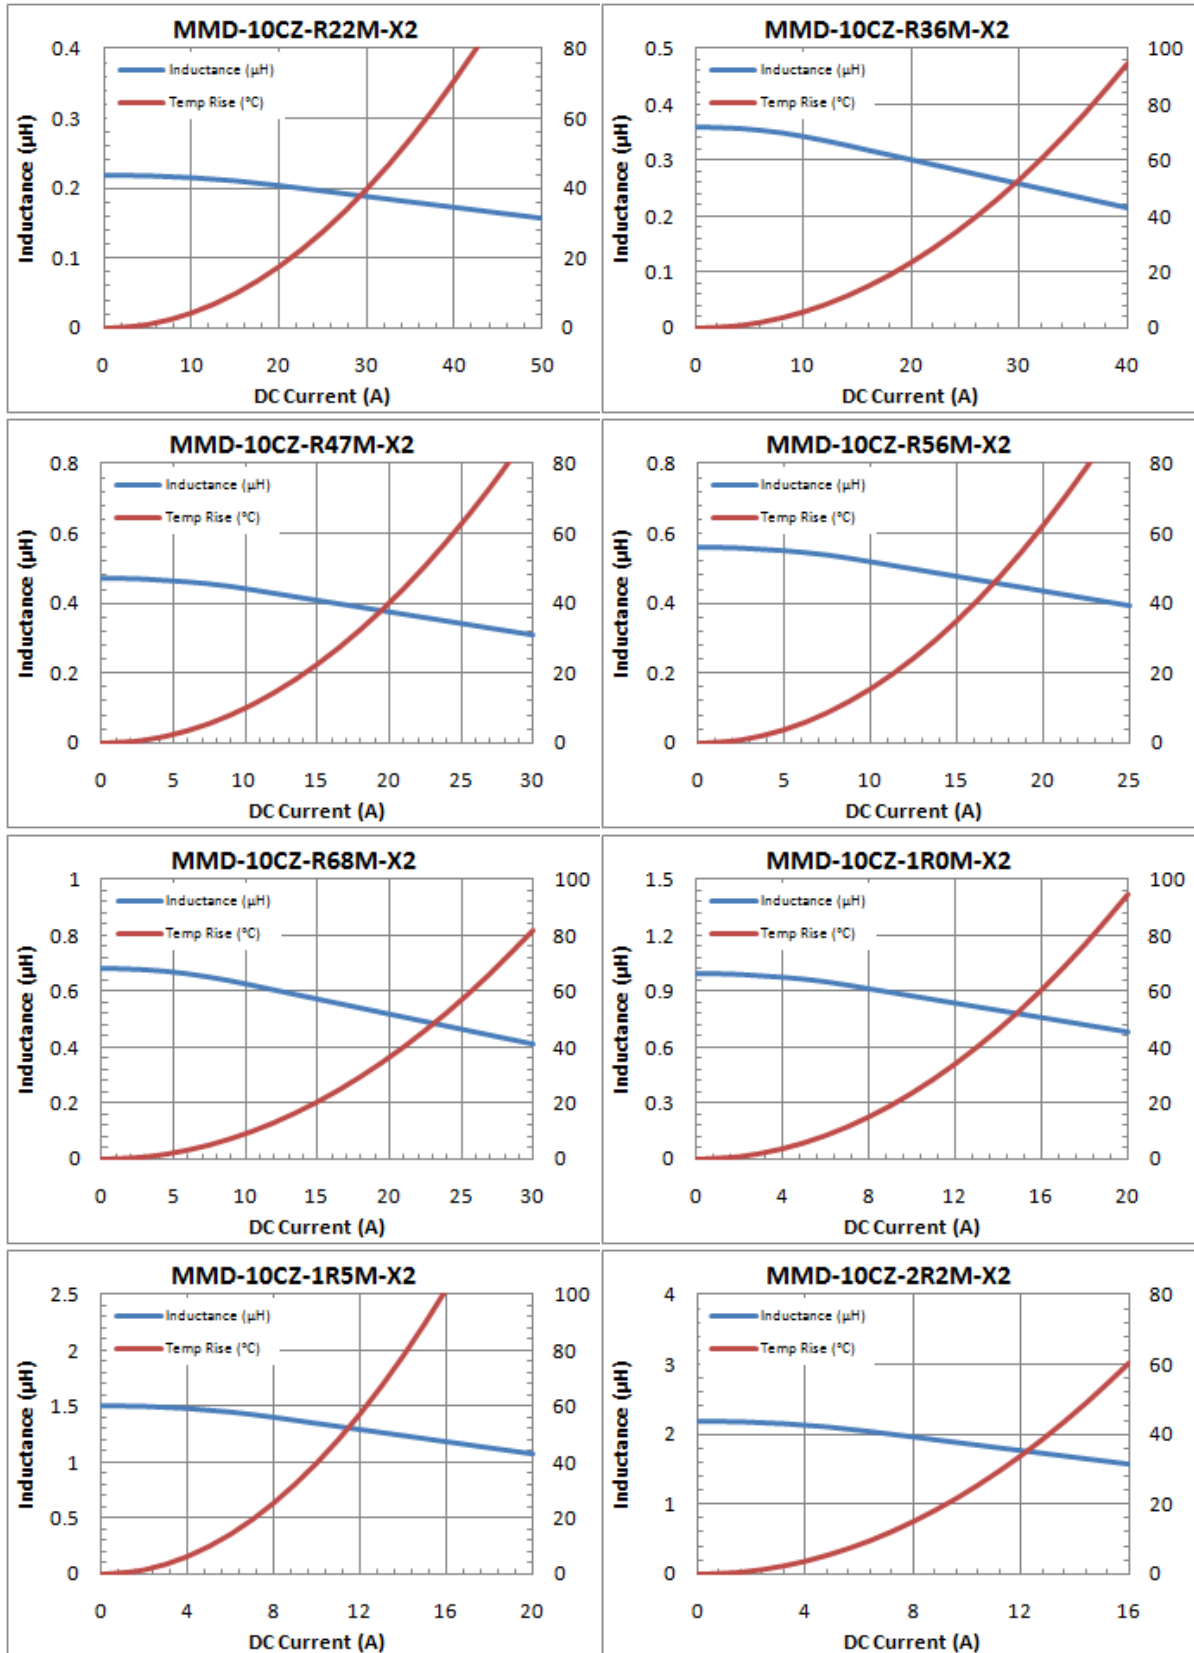 MMD-10CZ-R22M-X2
0.4
0.3
0.2
0.1
0
Inductance (µH)
Inductance (µH)
Temp Rise (°C)
80
60
40
20
0
0 10 20 30 40 50
DC Current (A)
MMD-10CZ-R36M-X2
0.5
0.4
0.3
0.2
0.1
0
Inductance (µH)
Inductance (µH)
Temp Rise (°C)
100
80
60
40
20
0
0 10 20 30 40
DC Current (A)
MMD-10CZ-R47M-X2
0.8
0.6
0.4
0.2
0
Inductance (µH)
Inductance (µH)
Temp Rise (°C)
80
60
40
20
0
0 5 10 15 20 25 30
DC Current (A)
MMD-10CZ-R56M-X2
0.8
0.6
0.4
0.2
0
Inductance (µH)
Inductance (µH)
Temp Rise (°C)
80
60
40
20
0
0 5 10 15 20 25
DC Current (A)
MMD-10CZ-R68M-X2
1
0.8
0.6
0.4
0.2
0
Inductance (µH)
Inductance (µH)
Temp Rise (°C)
100
80
60
40
20
0
0 5 10 15 20 25 30
DC Current (A)
MMD-10CZ-1R0M-X2
1.5
1.2
0.9
0.6
0.3
0
Inductance (µH)
Inductance (µH)
Temp Rise (°C)
100
80
60
40
20
0
0 4 8 12 16 20
DC Current (A)
MMD-10CZ-1R5M-X2
2.5
2
1.5
1
0.5
0
Inductance (µH)
Inductance (µH)
Temp Rise (°C)
100
80
60
40
20
0
0 4 8 12 16 20
DC Current (A)
MMD-10CZ-2R2M-X2
4
3
2
1
0
Inductance (µH)
Inductance (µH)
Temp Rise (°C)
80
60
40
20
0
0 4 8 12 16
DC Current (A)